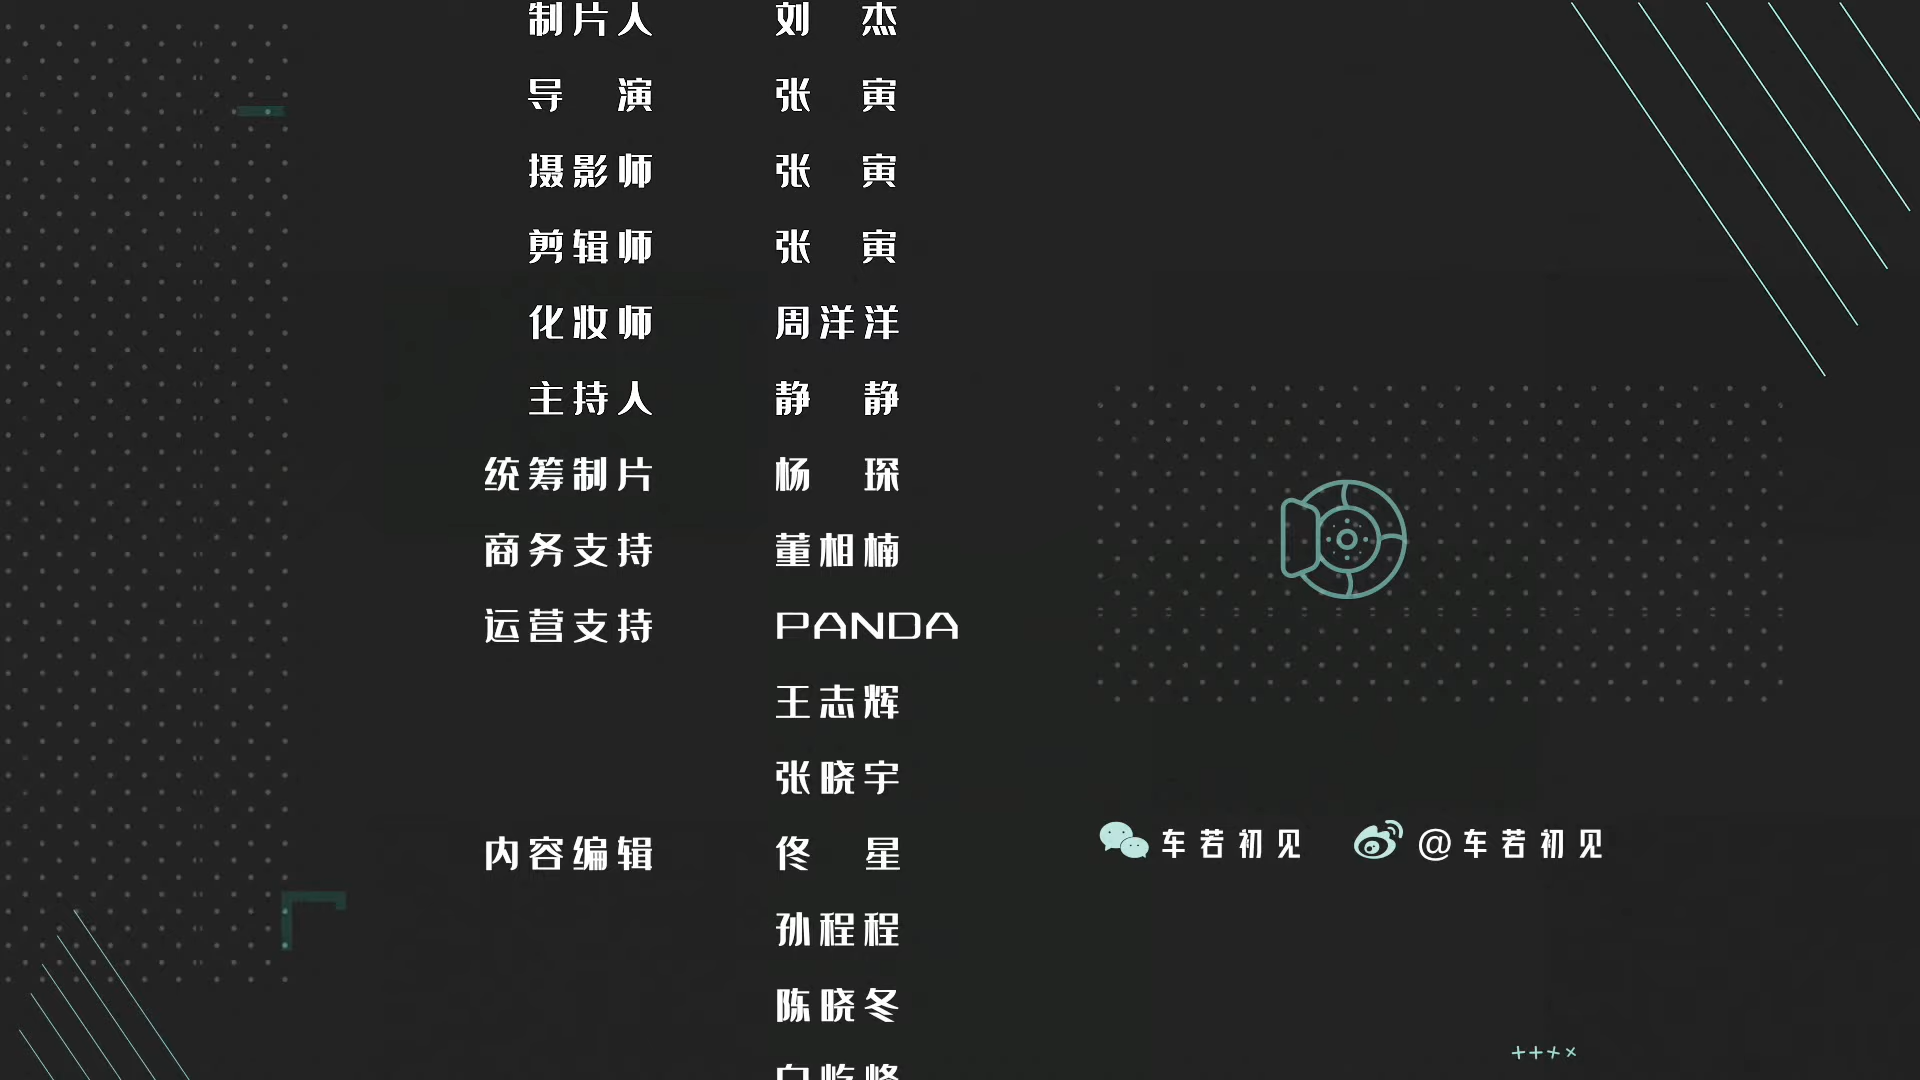 制片人 刘杰
导演 张寅
摄影师 张寅
剪辑师 张寅
化妆师 周洋洋
主持人 静静
统筹制片 杨琛
商务支持 董相楠
运营支持 PANDA
王志辉
张晓宇
内容编辑 佟星
孙程程
陈晓冬
车若初见 @车若初见